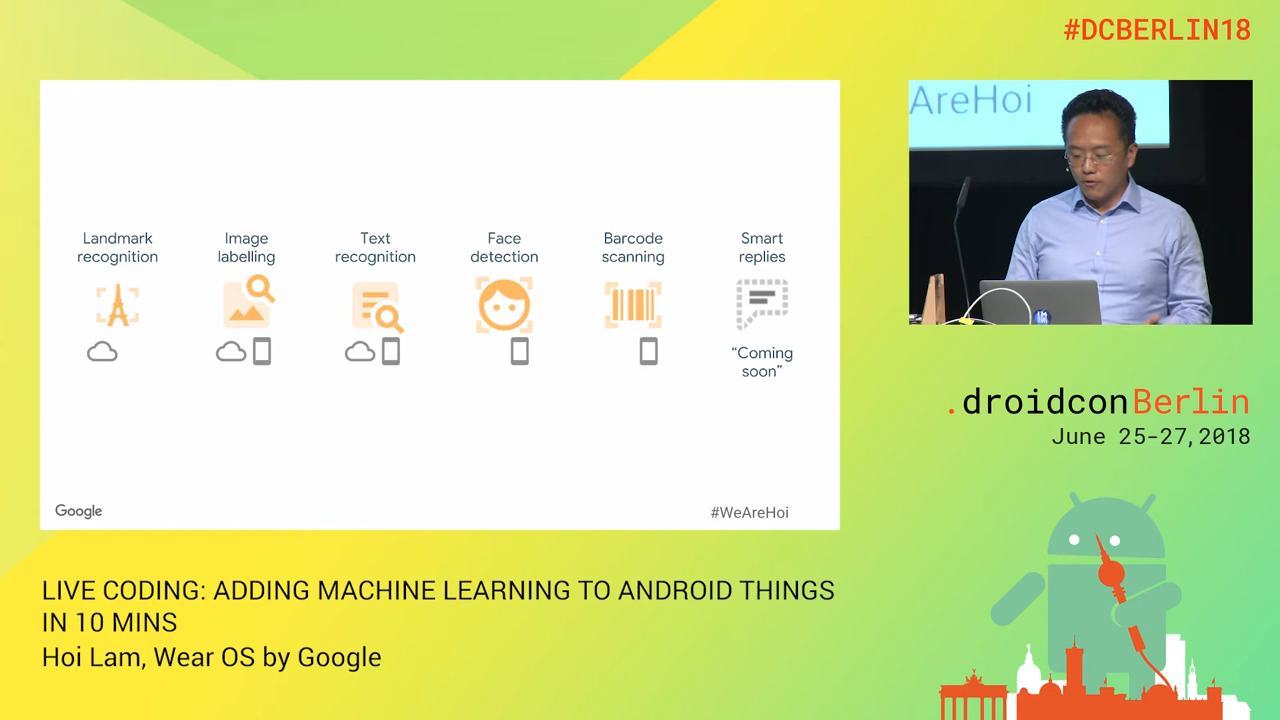 #DCBERLIN18
AreHoi
Landmark
recognition
Image
labelling
Text
recognition
Face
detection
Barcode
scanning
Smart
replies
“Coming
soon”
Google
#WeAreHoi
.droidconBerlin
June 25-27,2018
LIVE CODING: ADDING MACHINE LEARNING TO ANDROID THINGS
IN 10 MINS
Hoi Lam, Wear OS by Google